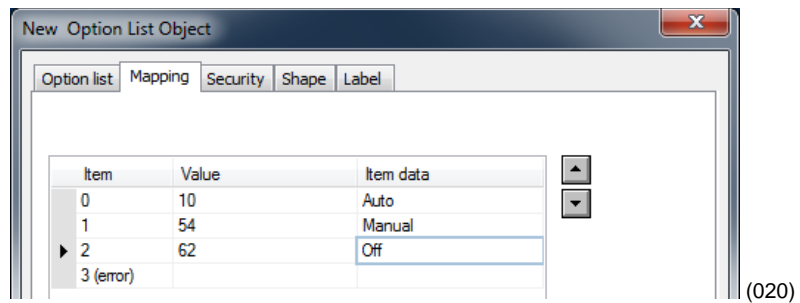 New Option List Object
Option list Mapping Security Shape Label
Item Value Item data
0 10 Auto
1 54 Manual
2 62 Off
3 (error)
(020)